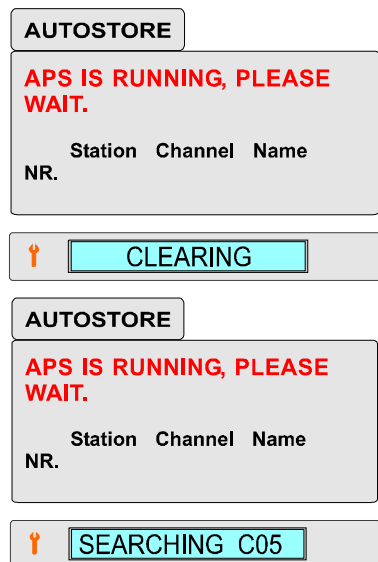 AUTOSTORE
APS IS RUNNING, PLEASE
WAIT.
Station Channel Name
NR.
CLEARING
AUTOSTORE
APS IS RUNNING, PLEASE
WAIT.
Station Channel Name
NR.
SEARCHING C05